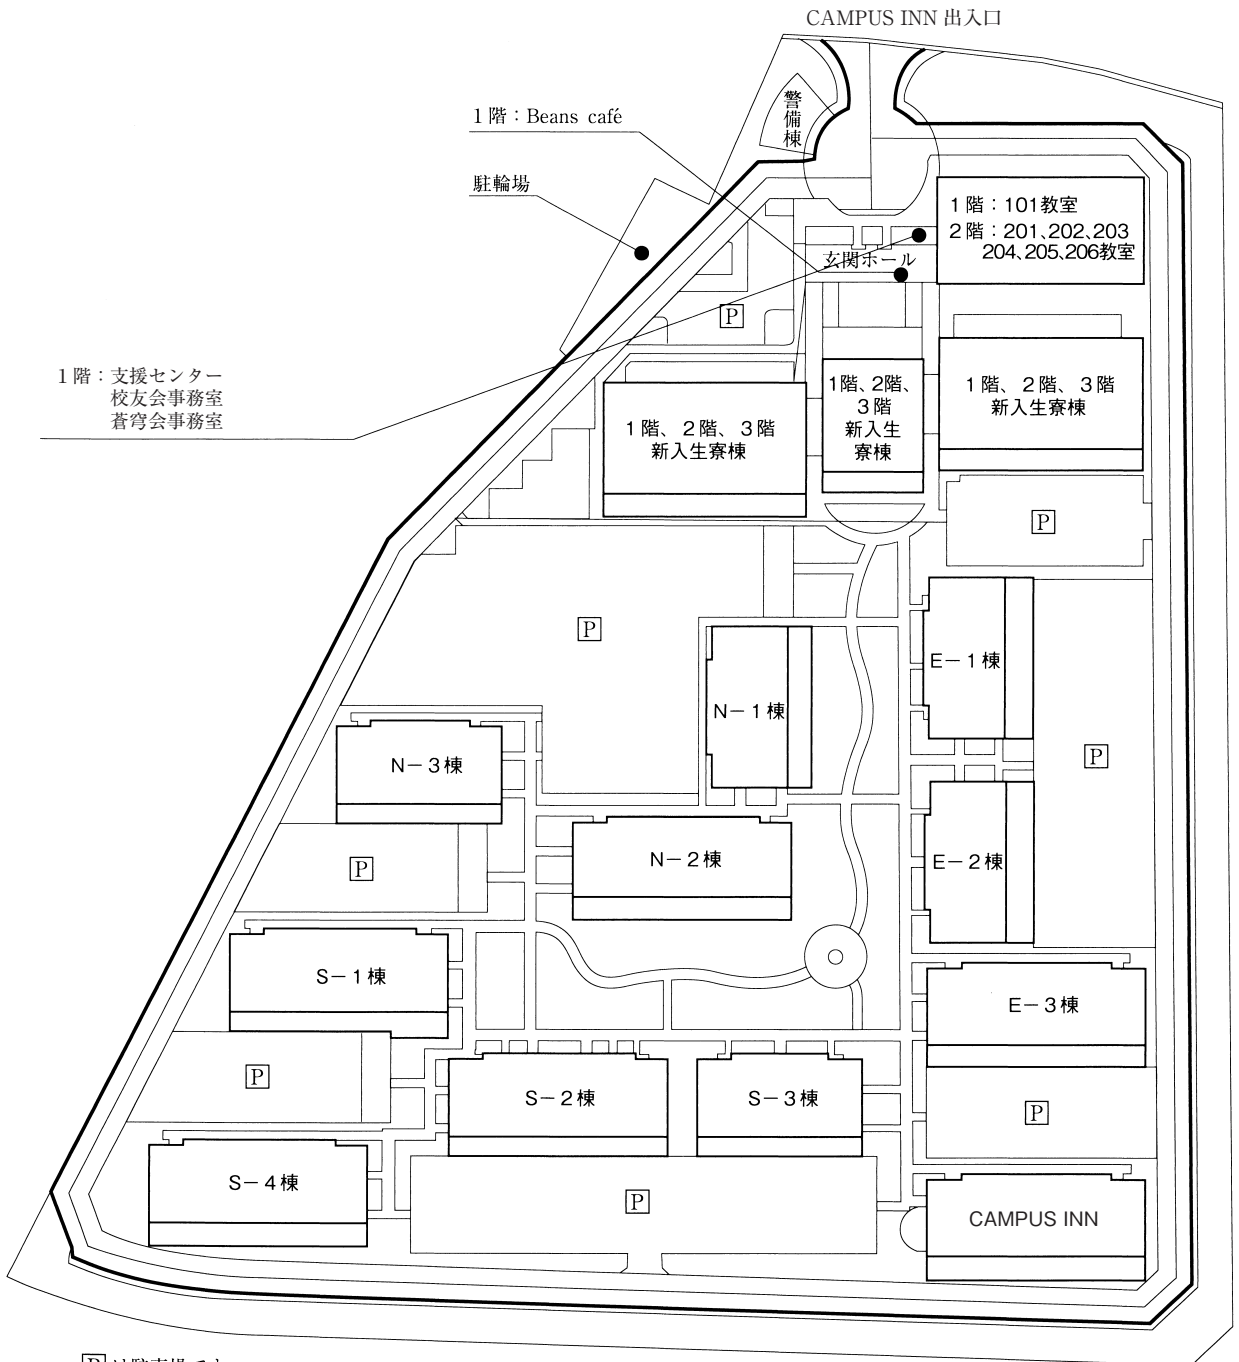 CAMPUS INN 出入口
警備棟
1階：Beans café
駐輪場
1階：101教室
2階：201、202、203
204、205、206教室
玄関ホール
P
1階：支援センター
校友会事務室
蒼穹会事務室
1階、2階、3階
新入生寮棟
1階、2階、
3階
新入生
寮棟
1階、2階、3階
新入生寮棟
P
P
E－1棟
N－1棟
P
N－3棟
N－2棟
E－2棟
P
S－1棟
E－3棟
P
S－2棟
S－3棟
P
S－4棟
P
CAMPUS INN